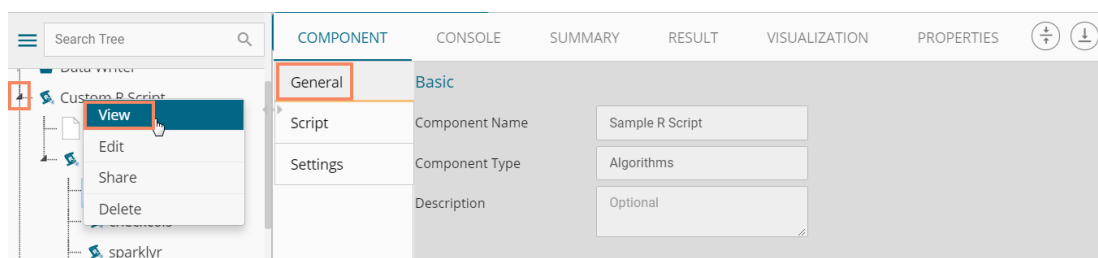 Search Tree
COMPONENT CONSOLE SUMMARY RESULT VISUALIZATION PROPERTIES
Data Writer
General
Basic
Custom R Script
View
Script
Component Name
Sample R Script
Edit
Settings
Component Type
Algorithms
Share
Delete
Description
Optional
checkcols
sparklyr